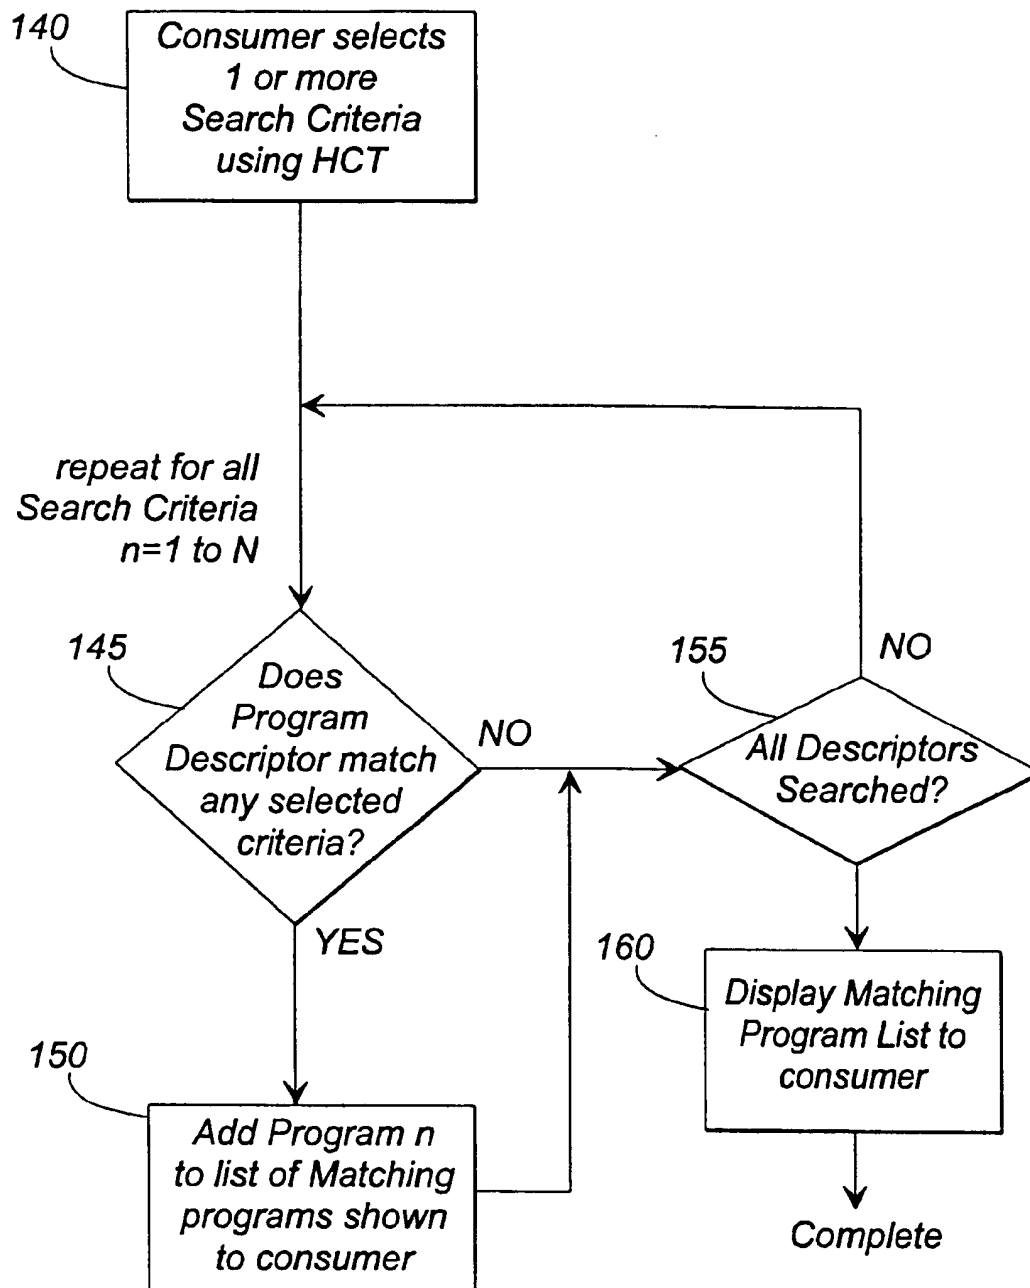 140
Consumer selects
1 or more
Search Criteria
using HCT
repeat for all
Search Criteria
n=1 to N
145
Does
Program
Descriptor match
any selected
criteria?
NO
YES
155
NO
All Descriptors
Searched?
150
Add Program n
to list of Matching
programs shown
to consumer
160
Display Matching
Program List to
consumer
Complete